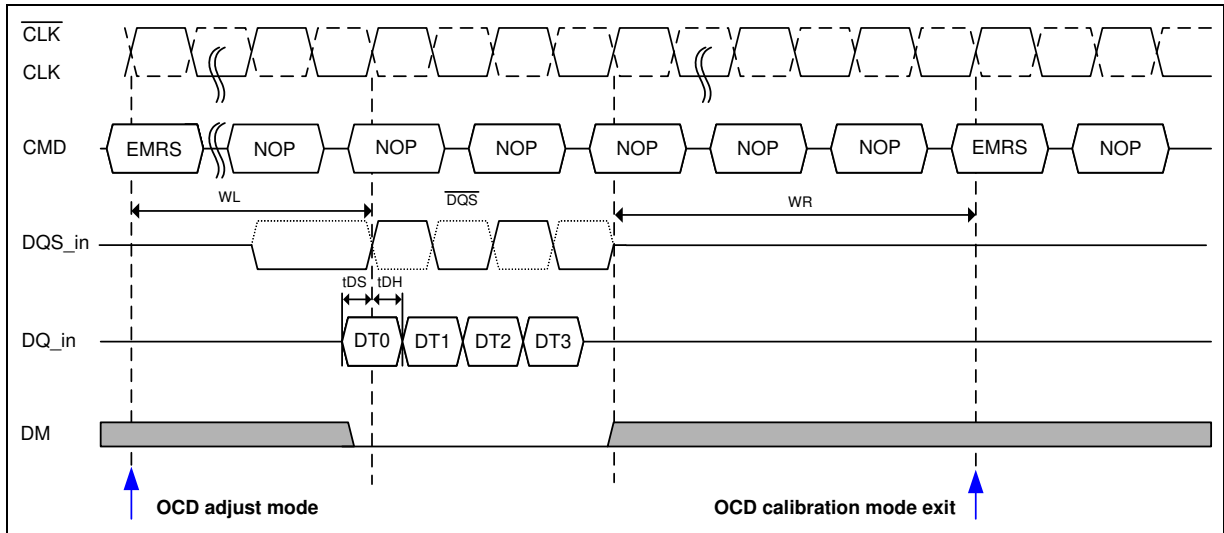 CLK
CLK
CMD EMRS NOP NOP NOP NOP NOP NOP EMRS NOP
WL DQS WR
DQS_in
tDS tDH
DQ_in DT0 DT1 DT2 DT3
DM
OCD adjust mode OCD calibration mode exit